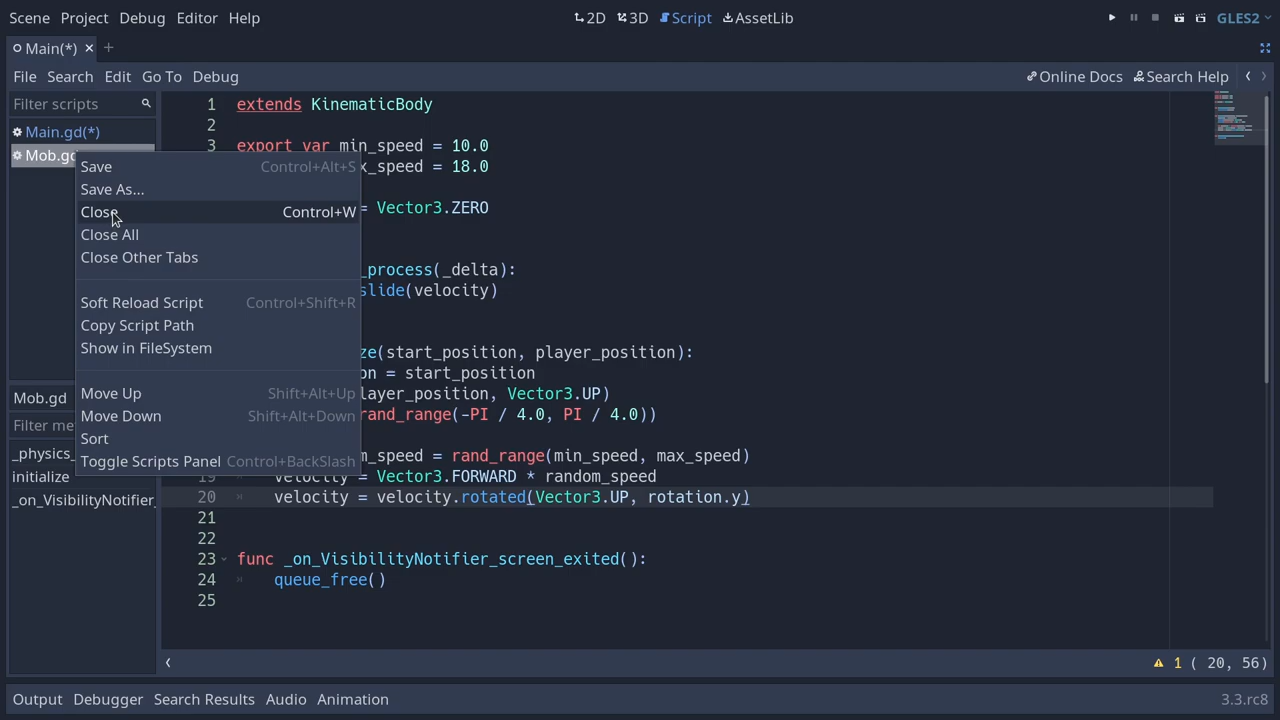 Scene Project Debug Editor Help 2D 3D Script AssetLib GLES2
Main(*)
File Search Edit Go To Debug Online Docs Search Help
Filter scripts
Main.gd(*)
Mob.gd
Save Control+Alt+S
Save As...
Close Control+W
Close All
Close Other Tabs
Soft Reload Script Control+Shift+R
Copy Script Path
Show in FileSystem
Move Up Shift+Alt+Up
Move Down Shift+Alt+Down
Sort
Toggle Scripts Panel Control+BackSlash
Mob.gd
_physics_
initialize
_on_VisibilityNotifier_
1 extends KinematicBody
2
3 export var min_speed = 10.0
x_speed = 18.0
= Vector3.ZERO
_process(_delta):
slide(velocity)
ze(start_position, player_position):
on = start_position
layer_position, Vector3.UP)
rand_range(-PI / 4.0, PI / 4.0))
m_speed = rand_range(min_speed, max_speed)
19 velocity = Vector3.FORWARD * random_speed
20 velocity = velocity.rotated(Vector3.UP, rotation.y)
21
22
23 func _on_VisibilityNotifier_screen_exited():
24 queue_free()
25
1 ( 20, 56)
Output Debugger Search Results Audio Animation 3.3.rc8